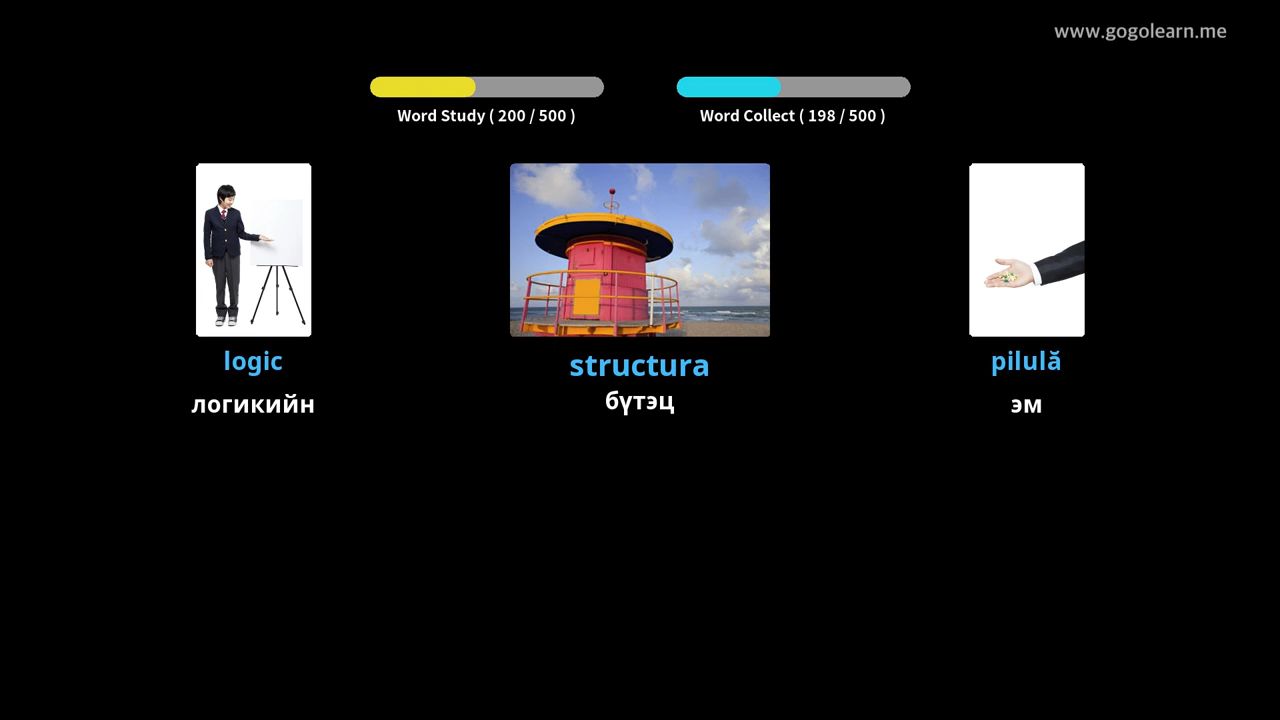 www.gogolearn.me
Word Study ( 200 / 500 )
Word Collect ( 198 / 500 )
logic
логикийн
structura
бүтэц
pilulă
эм